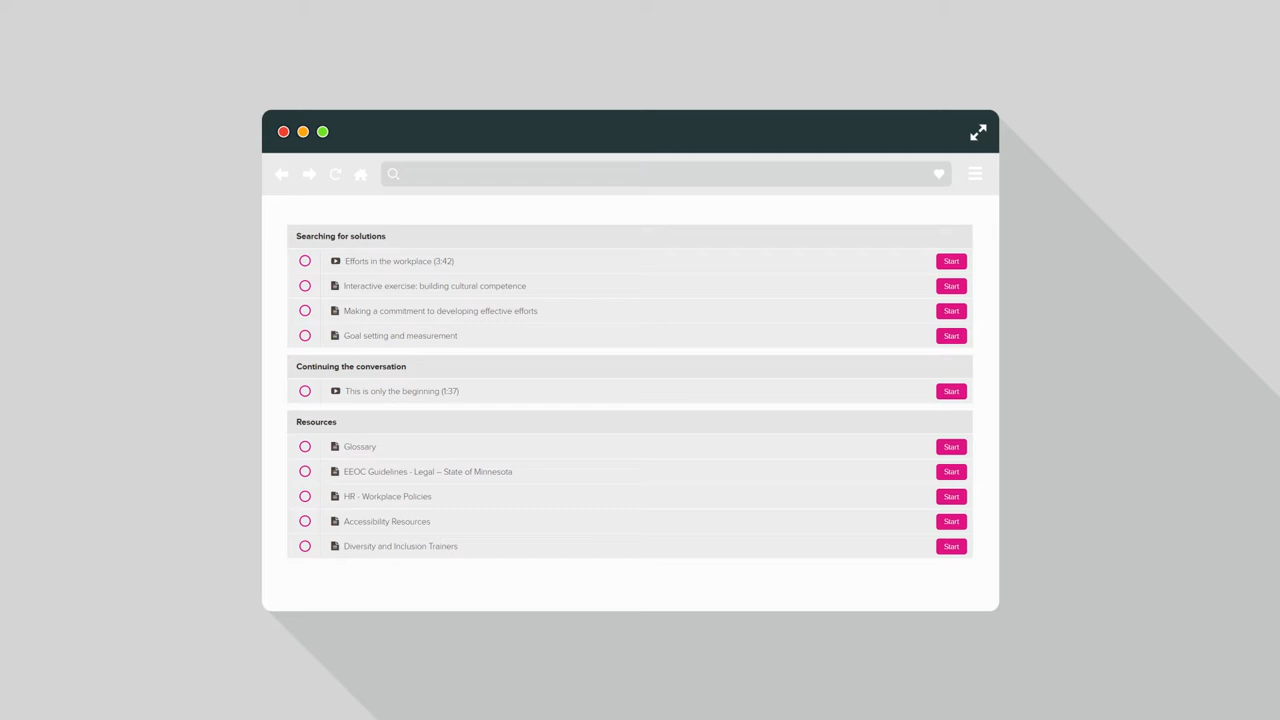 Searching for solutions
Efforts in the workplace (3:42) Start
Interactive exercise: building cultural competence Start
Making a commitment to developing effective efforts Start
Goal setting and measurement Start
Continuing the conversation
This is only the beginning (1:37) Start
Resources
Glossary Start
EEOC Guidelines - Legal – State of Minnesota Start
HR - Workplace Policies Start
Accessibility Resources Start
Diversity and Inclusion Trainers Start